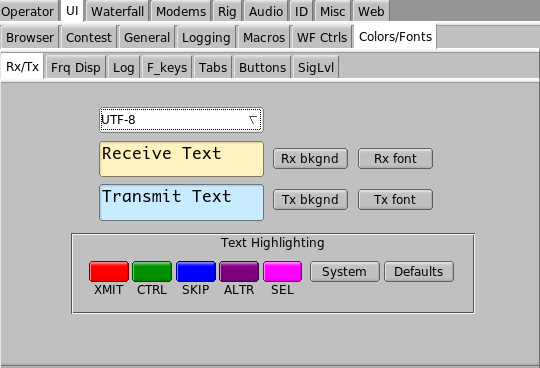 Operator UI Waterfall Modems Rig Audio ID Misc Web
Browser Contest General Logging Macros WF Ctrls Colors/Fonts
Rx/Tx Frq Disp Log F_keys Tabs Buttons SigLvl
UTF-8
Receive Text Rx bkgnd Rx font
Transmit Text Tx bkgnd Tx font
Text Highlighting
System Defaults
XMIT CTRL SKIP ALTR SEL